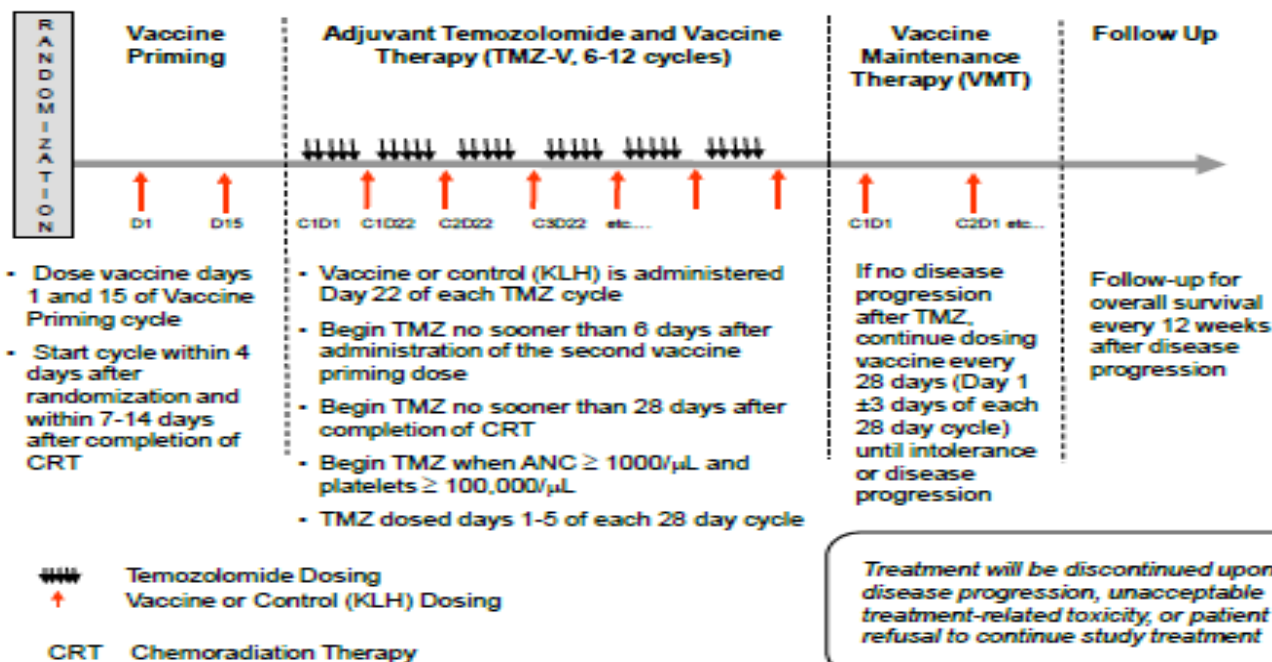 RANDOMIZATION
Vaccine
Priming
Adjuvant Temozolomide and Vaccine
Therapy (TMZ-V, 6-12 cycles)
Vaccine
Maintenance
Therapy (VMT)
Follow Up
D1
D15
C1D1
C1D22
C2D22
C3D22
etc....
C1D1
C2D1 etc...
• Dose vaccine days
1 and 15 of Vaccine
Priming cycle
• Start cycle within 4
days after
randomization and
within 7-14 days
after completion of
CRT
• Vaccine or control (KLH) is administered
Day 22 of each TMZ cycle
• Begin TMZ no sooner than 6 days after
administration of the second vaccine
priming dose
• Begin TMZ no sooner than 28 days after
completion of CRT
• Begin TMZ when ANC ≥ 1000/μL and
platelets ≥ 100,000/μL
• TMZ dosed days 1-5 of each 28 day cycle
If no disease
progression
after TMZ,
continue dosing
vaccine every
28 days (Day 1
±3 days of each
28 day cycle)
until intolerance
or disease
progression
Follow-up for
overall survival
every 12 weeks
after disease
progression
Temozolomide Dosing
Vaccine or Control (KLH) Dosing
CRT Chemoradiation Therapy
Treatment will be discontinued upon
disease progression, unacceptable
treatment-related toxicity, or patient
refusal to continue study treatment